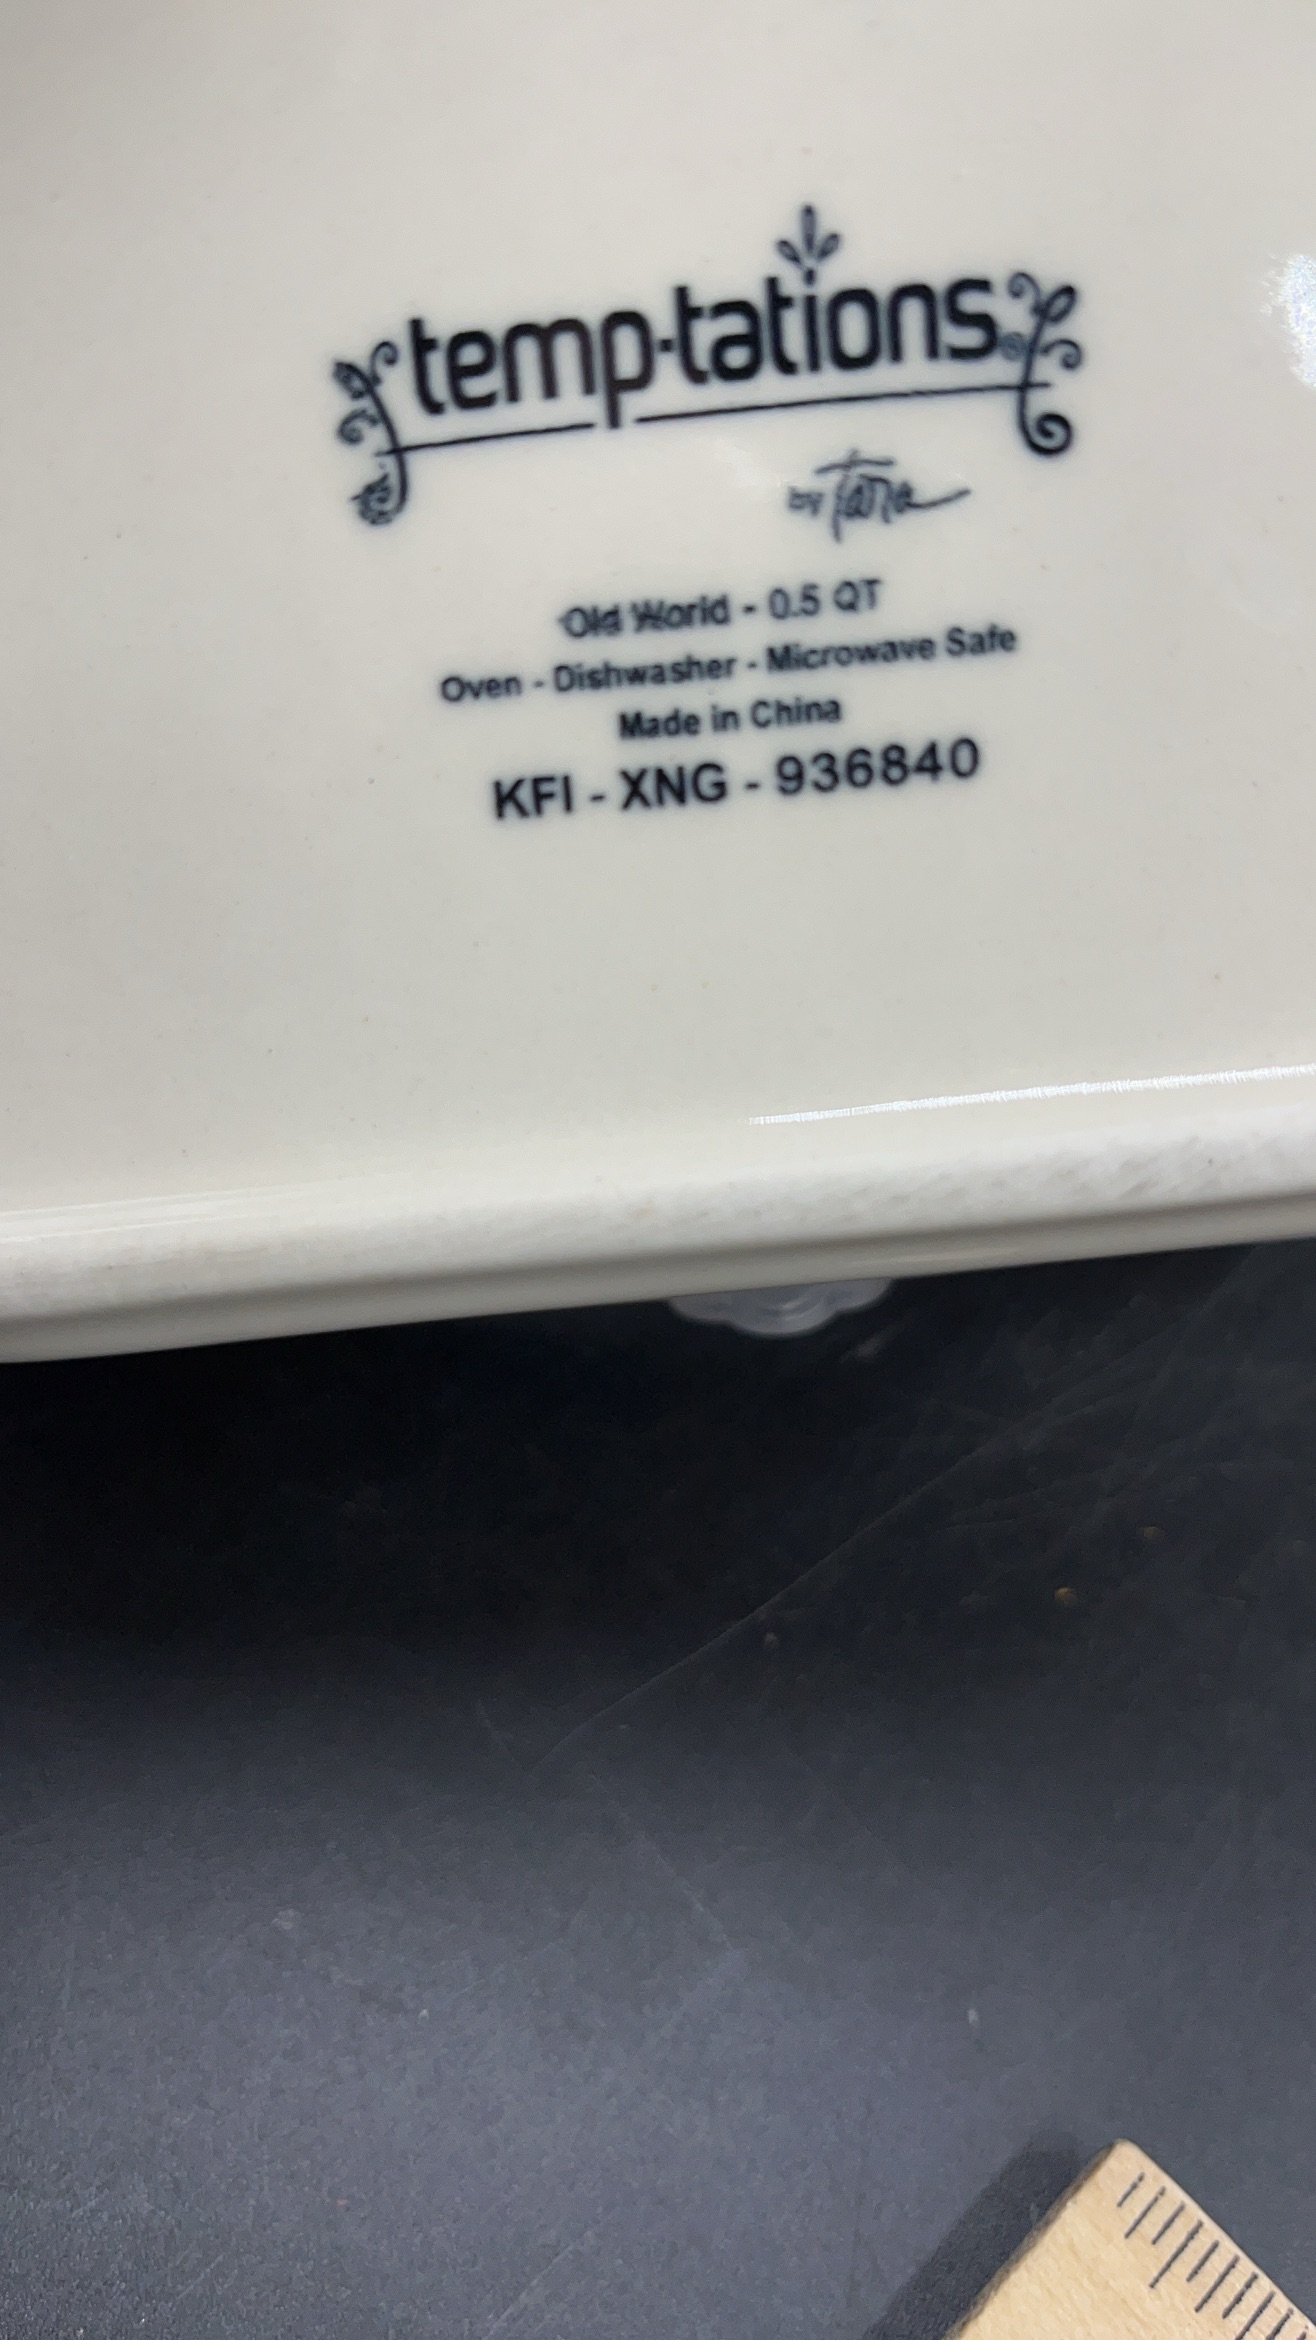 temp-tations
by Tara
Old World - 0.5 QT
Oven - Dishwasher - Microwave Safe
Made in China
KFI - XNG - 936840